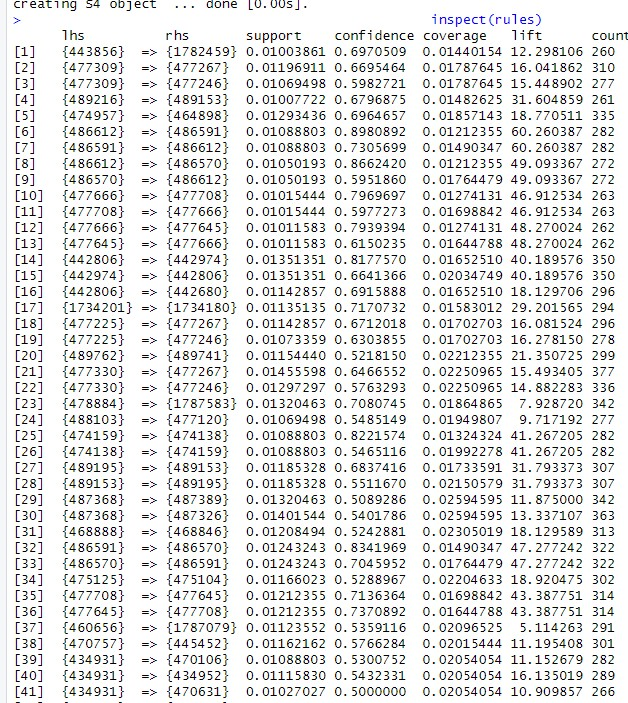 creating S4 object  ... done [0.00s].
> inspect(rules)
lhs rhs support confidence coverage lift count
[1] {443856} => {1782459} 0.01003861 0.6970509 0.01440154 12.298106 260
[2] {477309} => {477267} 0.01196911 0.6695464 0.01787645 16.041862 310
[3] {477309} => {477246} 0.01069498 0.5982721 0.01787645 15.448902 277
[4] {489216} => {489153} 0.01007722 0.6796875 0.01482625 31.604859 261
[5] {474957} => {464898} 0.01293436 0.6964657 0.01857143 18.770511 335
[6] {486612} => {486591} 0.01088803 0.8980892 0.01212355 60.260387 282
[7] {486591} => {486612} 0.01088803 0.7305699 0.01490347 60.260387 282
[8] {486612} => {486570} 0.01050193 0.8662420 0.01212355 49.093367 272
[9] {486570} => {486612} 0.01050193 0.5951860 0.01764479 49.093367 272
[10] {477666} => {477708} 0.01015444 0.7969697 0.01274131 46.912534 263
[11] {477708} => {477666} 0.01015444 0.5977273 0.01698842 46.912534 263
[12] {477666} => {477645} 0.01011583 0.7939394 0.01274131 48.270024 262
[13] {477645} => {477666} 0.01011583 0.6150235 0.01644788 48.270024 262
[14] {442806} => {442974} 0.01351351 0.8177570 0.01652510 40.189576 350
[15] {442974} => {442806} 0.01351351 0.6641366 0.02034749 40.189576 350
[16] {442806} => {442680} 0.01142857 0.6915888 0.01652510 18.129706 296
[17] {1734201} => {1734180} 0.01135135 0.7170732 0.01583012 29.201565 294
[18] {477225} => {477267} 0.01142857 0.6712018 0.01702703 16.081524 296
[19] {477225} => {477246} 0.01073359 0.6303855 0.01702703 16.278150 278
[20] {489762} => {489741} 0.01154440 0.5218150 0.02212355 21.350725 299
[21] {477330} => {477267} 0.01455598 0.6466552 0.02250965 15.493405 377
[22] {477330} => {477246} 0.01297297 0.5763293 0.02250965 14.882283 336
[23] {478884} => {1787583} 0.01320463 0.7080745 0.01864865 7.928720 342
[24] {488103} => {477120} 0.01069498 0.5485149 0.01949807 9.717192 277
[25] {474159} => {474138} 0.01088803 0.8221574 0.01324324 41.267205 282
[26] {474138} => {474159} 0.01088803 0.5465116 0.01992278 41.267205 282
[27] {489195} => {489153} 0.01185328 0.6837416 0.01733591 31.793373 307
[28] {489153} => {489195} 0.01185328 0.5511670 0.02150579 31.793373 307
[29] {487368} => {487389} 0.01320463 0.5089286 0.02594595 11.875000 342
[30] {487368} => {487326} 0.01401544 0.5401786 0.02594595 13.337107 363
[31] {468888} => {468846} 0.01208494 0.5242881 0.02305019 18.129589 313
[32] {486591} => {486570} 0.01243243 0.8341969 0.01490347 47.277242 322
[33] {486570} => {486591} 0.01243243 0.7045952 0.01764479 47.277242 322
[34] {475125} => {475104} 0.01166023 0.5288967 0.02204633 18.920475 302
[35] {477708} => {477645} 0.01212355 0.7136364 0.01698842 43.387751 314
[36] {477645} => {477708} 0.01212355 0.7370892 0.01644788 43.387751 314
[37] {460656} => {1787079} 0.01123552 0.5359116 0.02096525 5.114263 291
[38] {470757} => {445452} 0.01162162 0.5766284 0.02015444 11.195408 301
[39] {434931} => {470106} 0.01088803 0.5300752 0.02054054 11.152679 282
[40] {434931} => {434952} 0.01115830 0.5432331 0.02054054 16.135019 289
[41] {434931} => {470631} 0.01027027 0.5000000 0.02054054 10.909857 266